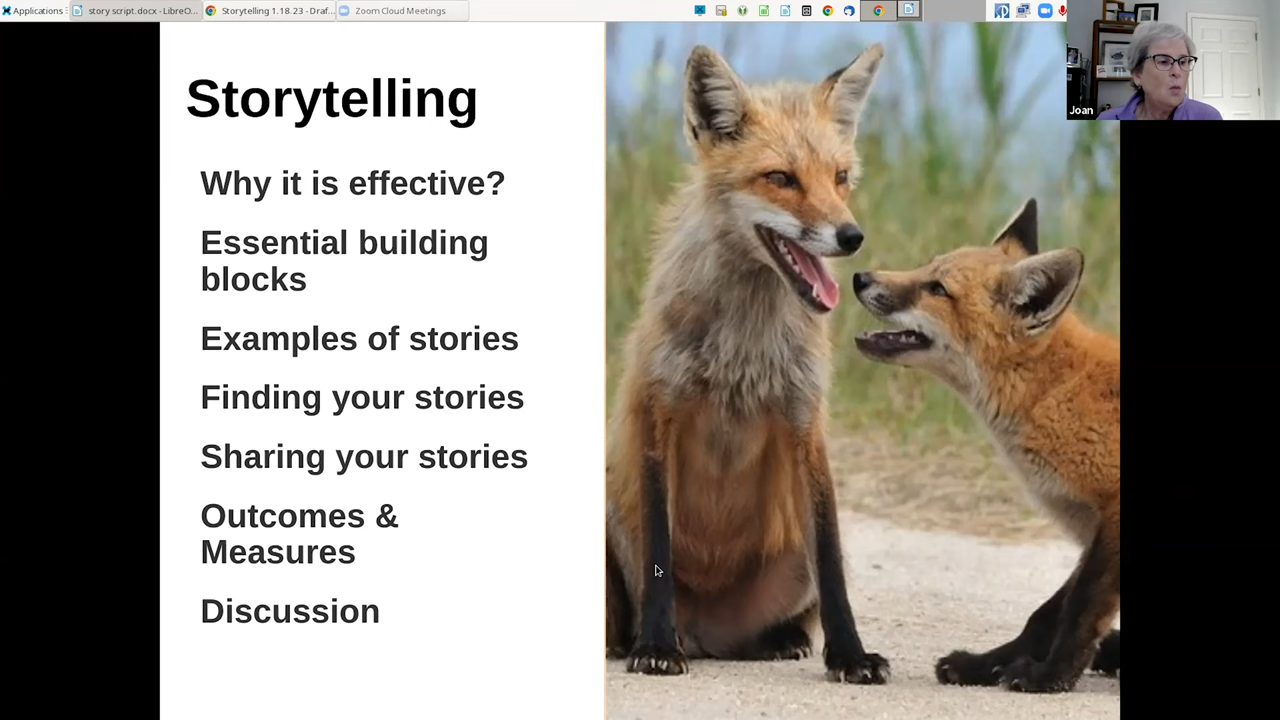 Applications
story script.docx - LibreO...
Storytelling 1.18.23 - Draf...
Zoom Cloud Meetings
Joan
Storytelling
Why it is effective?
Essential building
blocks
Examples of stories
Finding your stories
Sharing your stories
Outcomes &
Measures
Discussion